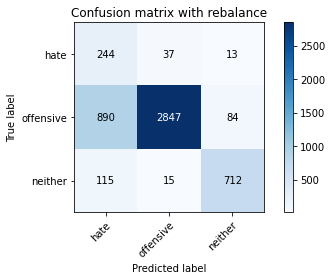 Confusion matrix with rebalance
True label
hate 244 37 13
offensive 890 2847 84
neither 115 15 712
hate offensive neither
Predicted label
2500
2000
1500
1000
500